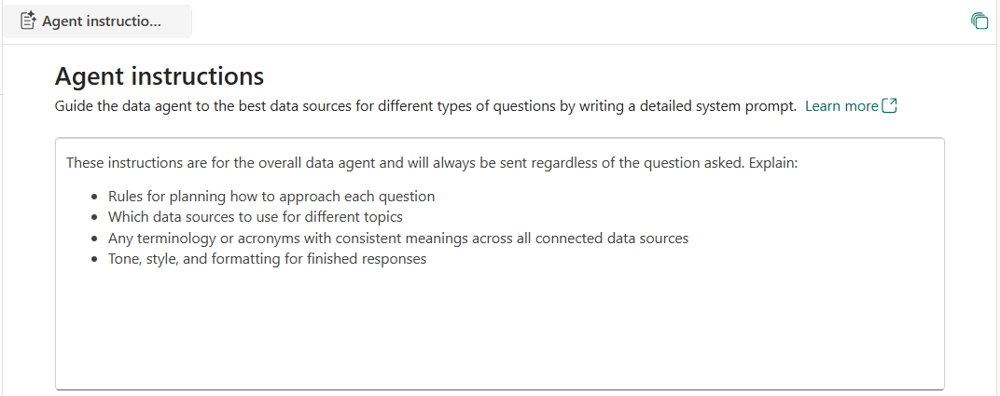 Agent instructio...
Agent instructions
Guide the data agent to the best data sources for different types of questions by writing a detailed system prompt. Learn more
These instructions are for the overall data agent and will always be sent regardless of the question asked. Explain:
• Rules for planning how to approach each question
• Which data sources to use for different topics
• Any terminology or acronyms with consistent meanings across all connected data sources
• Tone, style, and formatting for finished responses